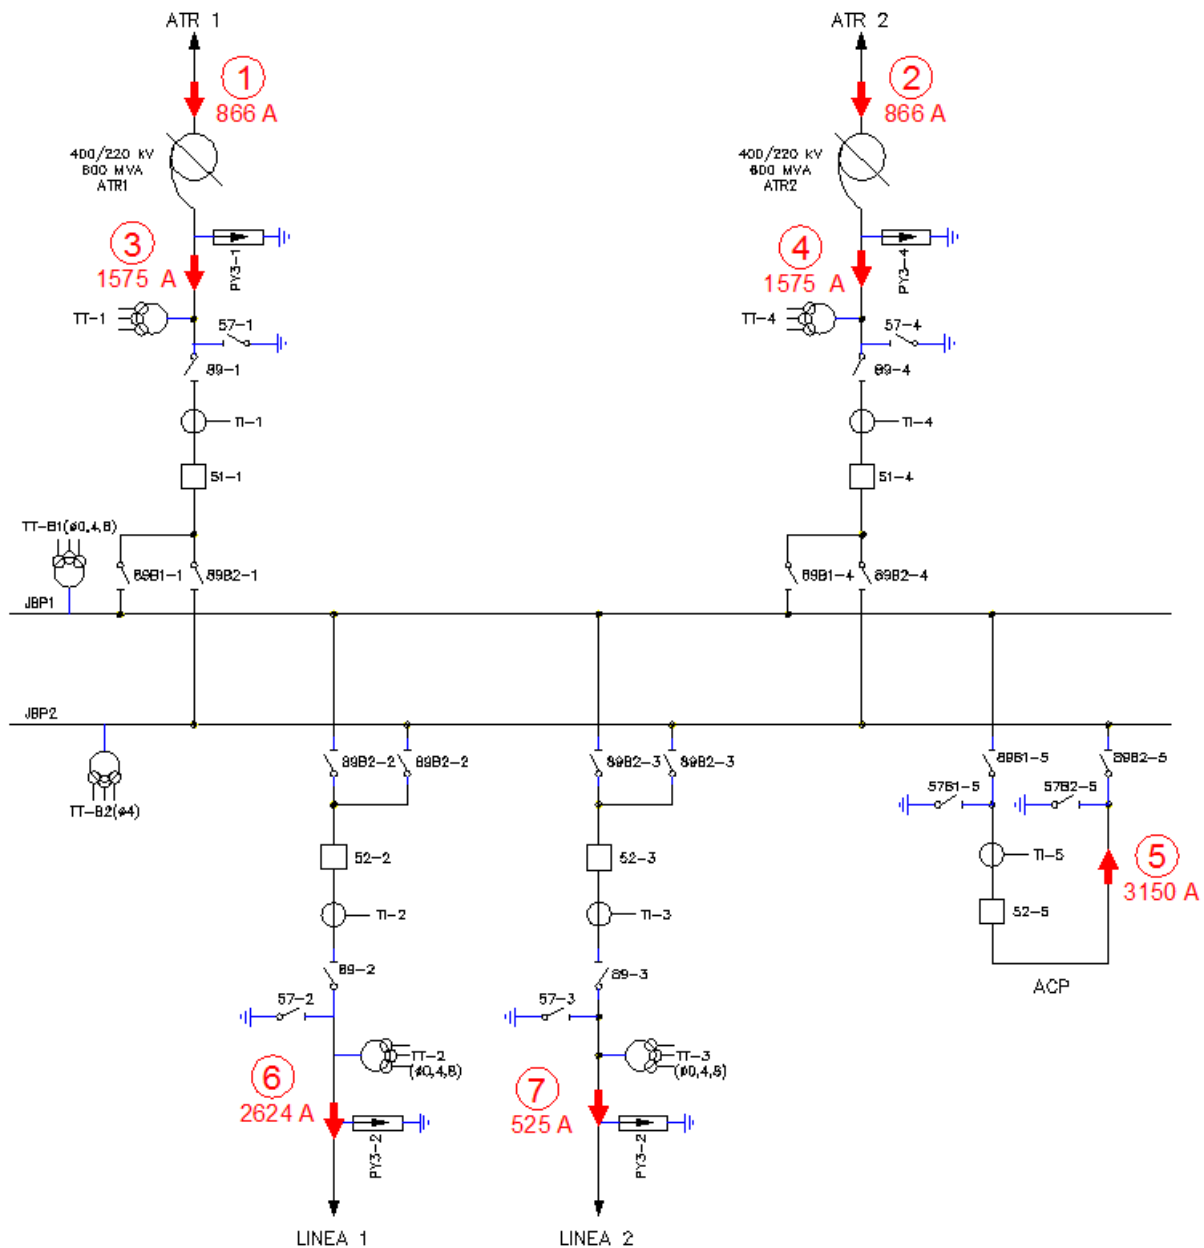 ATR 1
ATR 2
1
866 A
2
866 A
400/220 KV
600 MVA
ATR1
400/220 KV
600 MVA
ATR2
3
1575 A
PY3-1
4
1575 A
PY3-4
TT-1
57-1
89-1
TT-4
57-4
89-4
TI-1
TI-4
51-1
51-4
TT-B1(ø0,4,8)
89B1-1
89B2-1
89B1-4
89B2-4
JBP1
JBP2
TT-B2(ø4)
89B2-2
89B2-2
89B2-3
89B2-3
89B1-5
89B2-5
57B1-5
57B2-5
52-2
52-3
TI-5
5
3150 A
TI-2
TI-3
52-5
89-2
89-3
ACP
57-2
57-3
TT-2
(ø0,4,8)
TT-3
(ø0,4,8)
6
2624 A
PY3-2
7
525 A
PY3-2
LINEA 1
LINEA 2